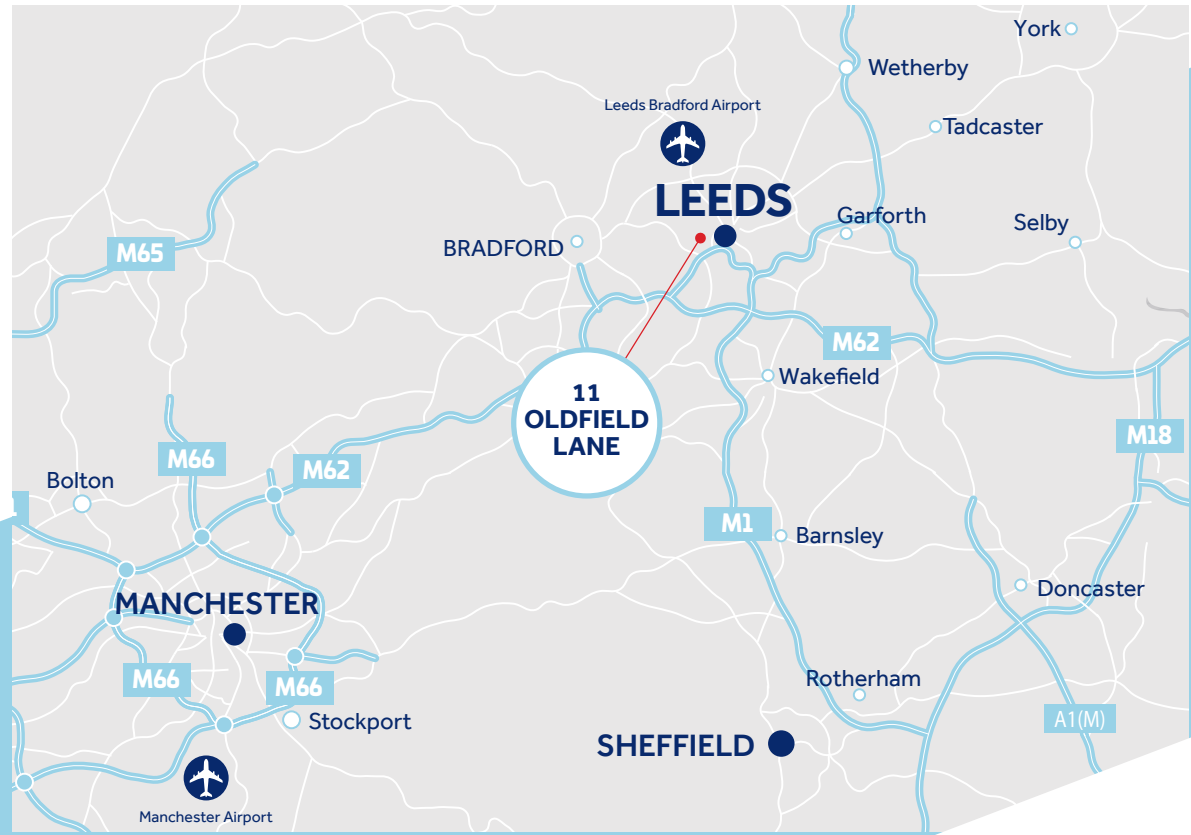 York
Wetherby
Leeds Bradford Airport
Tadcaster
LEEDS
Garforth
Selby
BRADFORD
M65
M62
Wakefield
11
OLDFIELD
LANE
M18
M66
M62
Bolton
M1
Barnsley
Doncaster
MANCHESTER
M66
M66
Rotherham
A1(M)
Stockport
SHEFFIELD
Manchester Airport